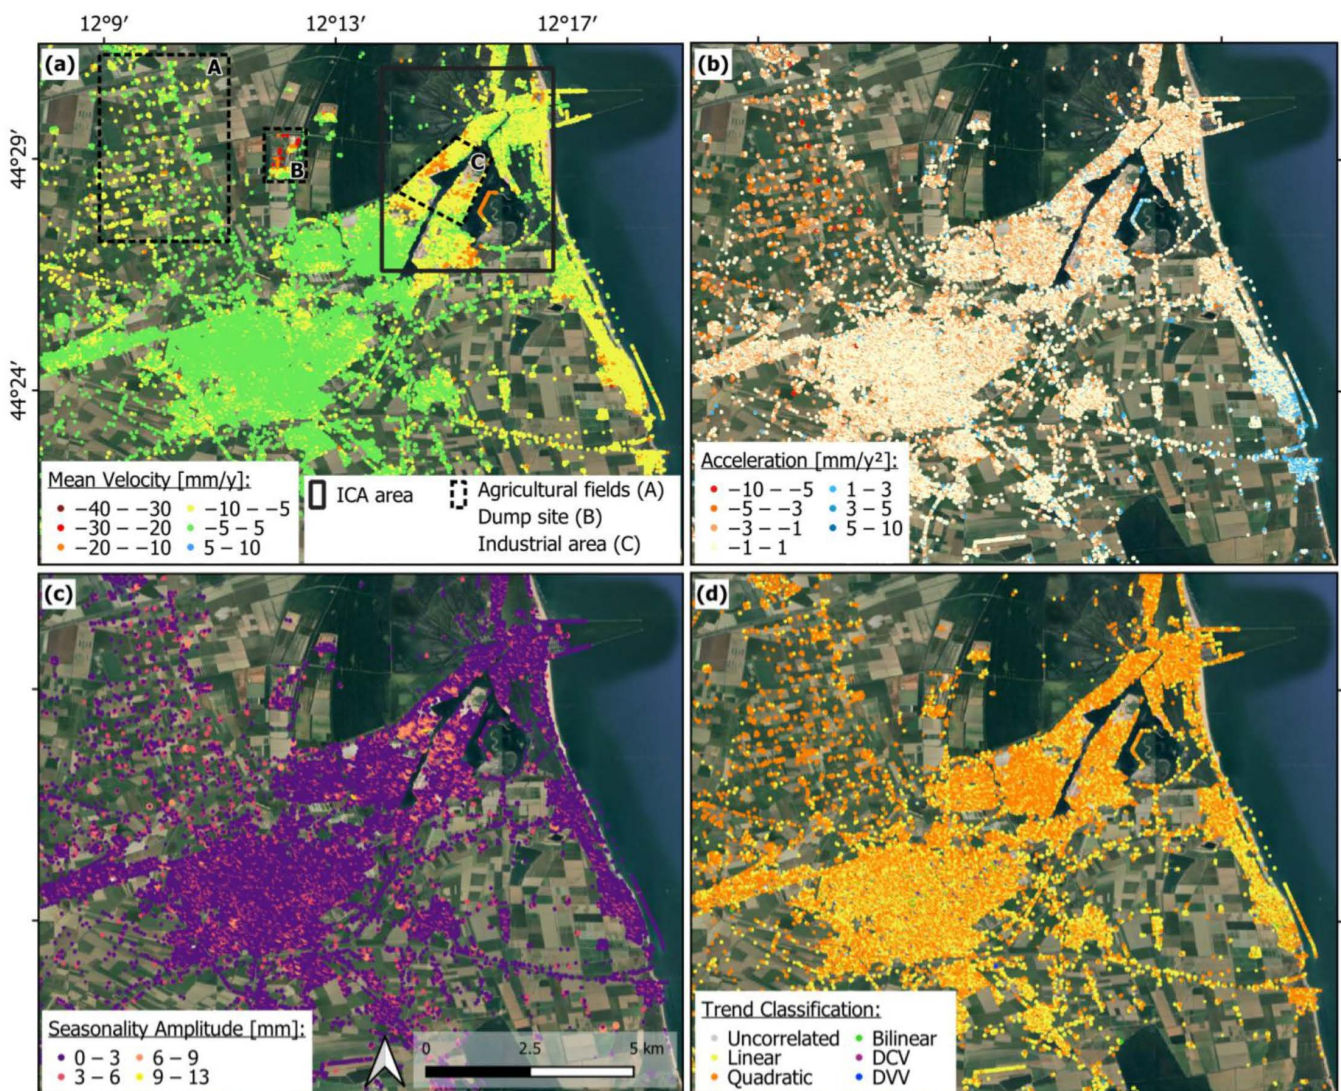 12°9′ 12°13′ 12°17′
(a) A (b)
44°29′
B
C
44°24′
Mean Velocity [mm/y]:
−40 – −30 −10 – −5
−30 – −20 −5 – 5
−20 – −10 5 – 10
ICA area
Agricultural fields (A)
Dump site (B)
Industrial area (C)
Acceleration [mm/y²]:
−10 – −5 1 – 3
−5 – −3 3 – 5
−3 – −1 5 – 10
−1 – 1
(c) (d)
Seasonality Amplitude [mm]:
0 – 3 6 – 9
3 – 6 9 – 13
0 2.5 5 km
Trend Classification:
Uncorrelated Bilinear
Linear DCV
Quadratic DVV